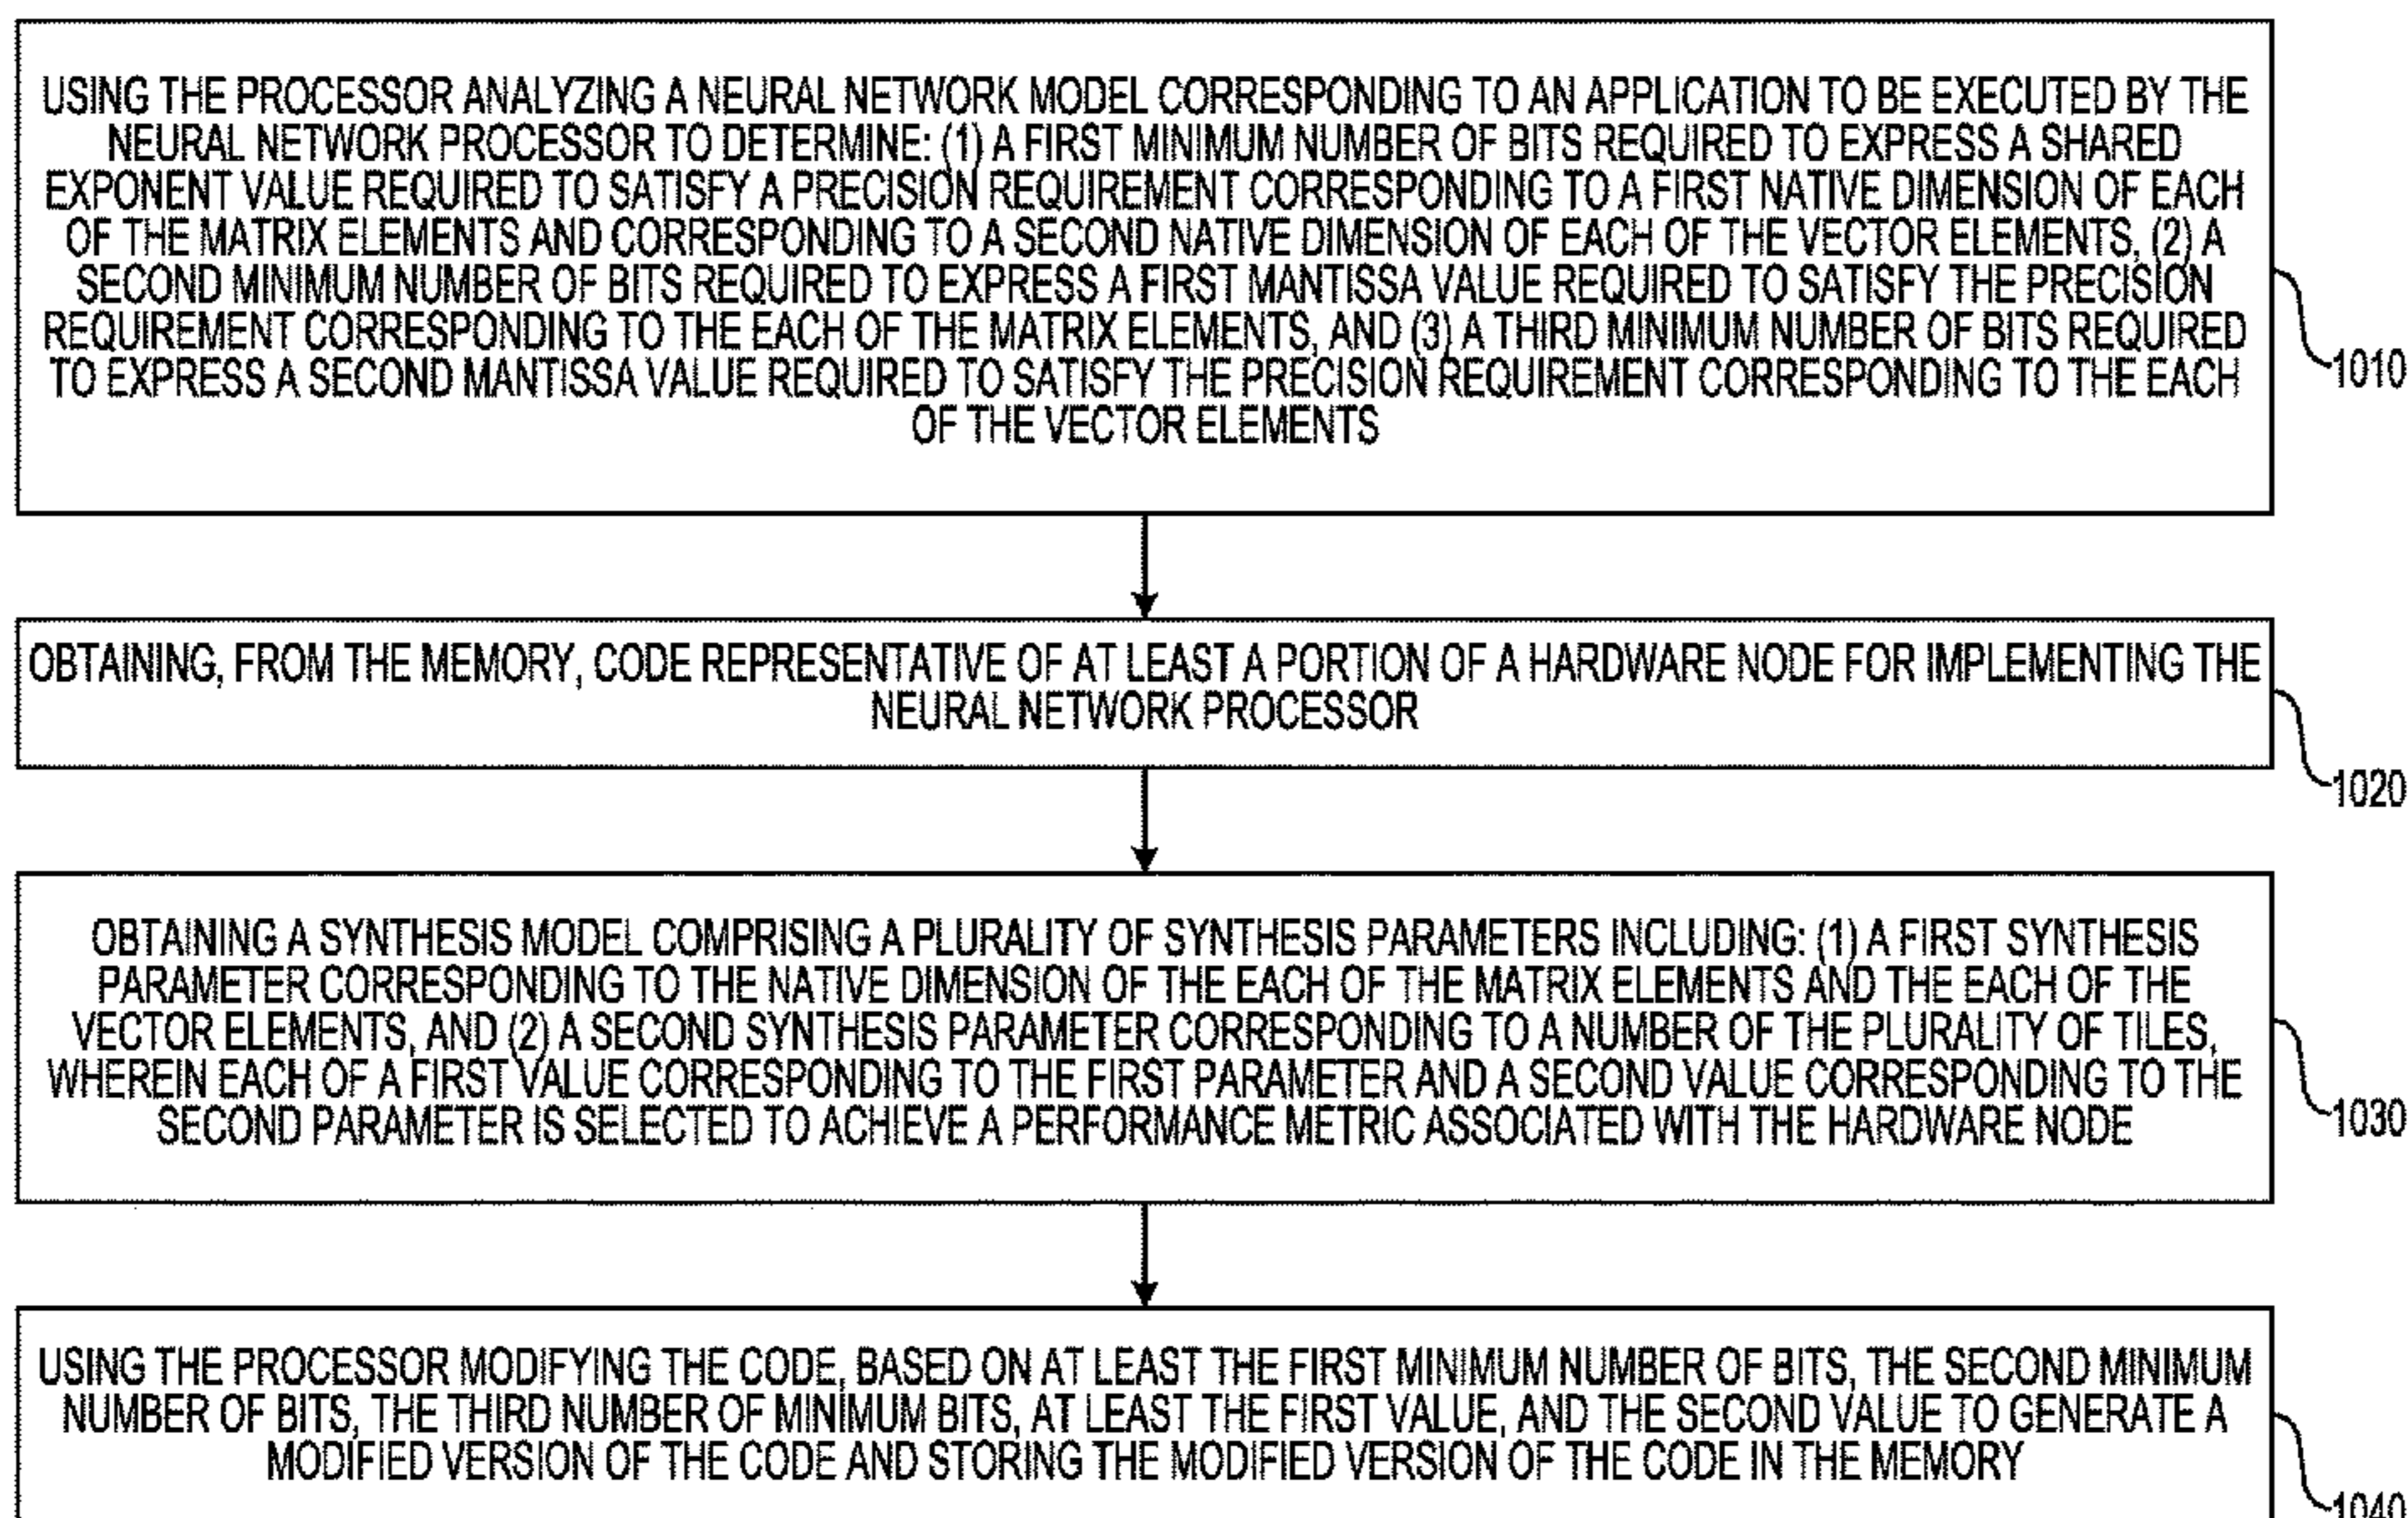 USING THE PROCESSOR ANALYZING A NEURAL NETWORK MODEL CORRESPONDING TO AN APPLICATION TO BE EXECUTED BY THE
NEURAL NETWORK PROCESSOR TO DETERMINE: (1) A FIRST MINIMUM NUMBER OF BITS REQUIRED TO EXPRESS A SHARED
EXPONENT VALUE REQUIRED TO SATISFY A PRECISION REQUIREMENT CORRESPONDING TO A FIRST NATIVE DIMENSION OF EACH
OF THE MATRIX ELEMENTS AND CORRESPONDING TO A SECOND NATIVE DIMENSION OF EACH OF THE VECTOR ELEMENTS, (2) A
SECOND MINIMUM NUMBER OF BITS REQUIRED TO EXPRESS A FIRST MANTISSA VALUE REQUIRED TO SATISFY THE PRECISION
REQUIREMENT CORRESPONDING TO THE EACH OF THE MATRIX ELEMENTS, AND (3) A THIRD MINIMUM NUMBER OF BITS REQUIRED
TO EXPRESS A SECOND MANTISSA VALUE REQUIRED TO SATISFY THE PRECISION REQUIREMENT CORRESPONDING TO THE EACH
OF THE VECTOR ELEMENTS
1010
OBTAINING, FROM THE MEMORY, CODE REPRESENTATIVE OF AT LEAST A PORTION OF A HARDWARE NODE FOR IMPLEMENTING THE
NEURAL NETWORK PROCESSOR
1020
OBTAINING A SYNTHESIS MODEL COMPRISING A PLURALITY OF SYNTHESIS PARAMETERS INCLUDING: (1) A FIRST SYNTHESIS
PARAMETER CORRESPONDING TO THE NATIVE DIMENSION OF THE EACH OF THE MATRIX ELEMENTS AND THE EACH OF THE
VECTOR ELEMENTS, AND (2) A SECOND SYNTHESIS PARAMETER CORRESPONDING TO A NUMBER OF THE PLURALITY OF TILES,
WHEREIN EACH OF A FIRST VALUE CORRESPONDING TO THE FIRST PARAMETER AND A SECOND VALUE CORRESPONDING TO THE
SECOND PARAMETER IS SELECTED TO ACHIEVE A PERFORMANCE METRIC ASSOCIATED WITH THE HARDWARE NODE
1030
USING THE PROCESSOR MODIFYING THE CODE, BASED ON AT LEAST THE FIRST MINIMUM NUMBER OF BITS, THE SECOND MINIMUM
NUMBER OF BITS, THE THIRD NUMBER OF MINIMUM BITS, AT LEAST THE FIRST VALUE, AND THE SECOND VALUE TO GENERATE A
MODIFIED VERSION OF THE CODE AND STORING THE MODIFIED VERSION OF THE CODE IN THE MEMORY
1040